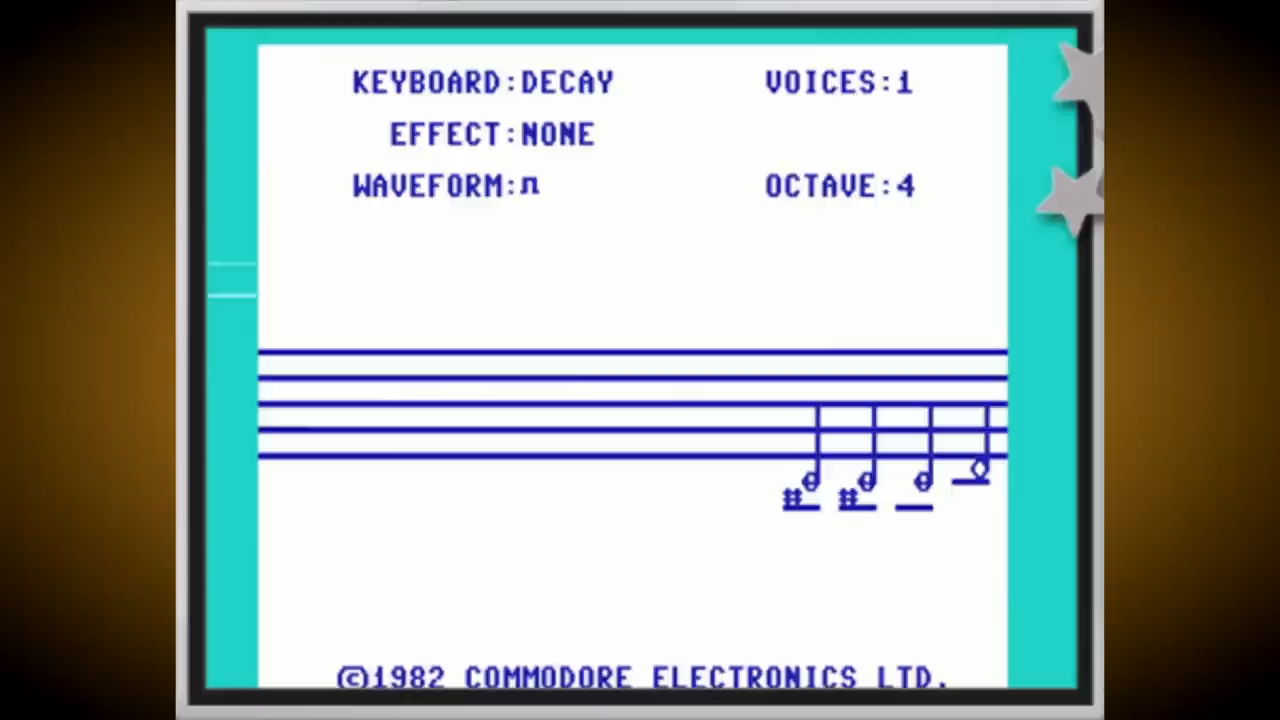 KEYBOARD:DECAY VOICES:1
EFFECT:NONE
WAVEFORM:⊓ OCTAVE:4
©1982 COMMODORE ELECTRONICS LTD.